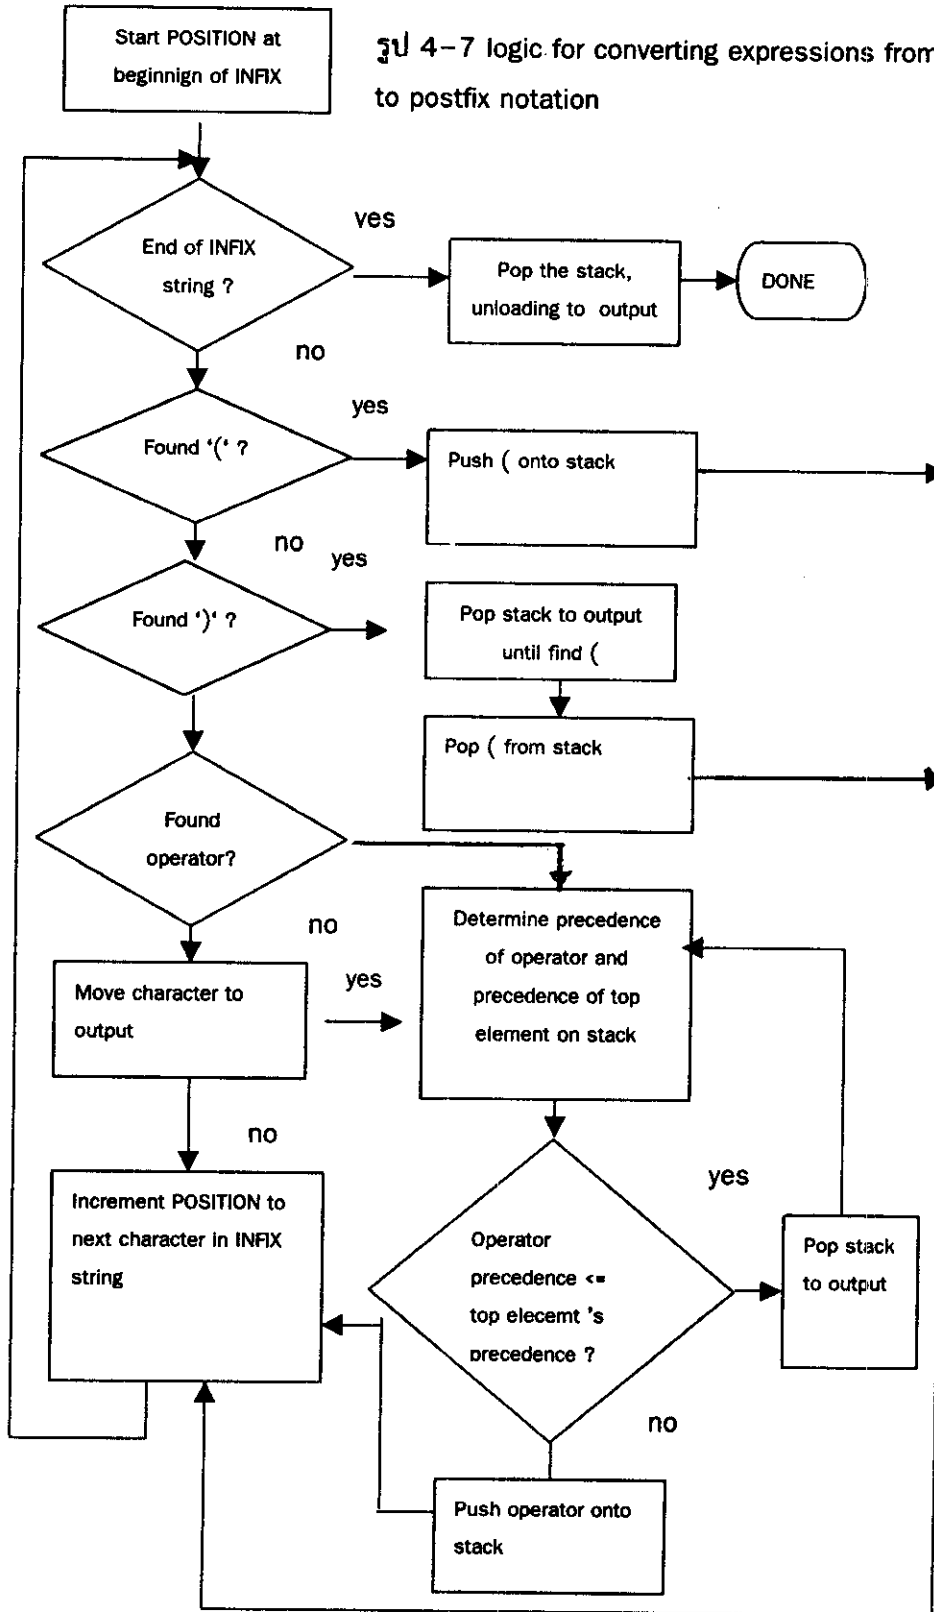 Start POSITION at
beginnign of INFIX
รูป 4-7 logic for converting expressions from
to postfix notation
End of INFIX
string ?
yes
Pop the stack,
unloading to output
DONE
no
Found '(' ?
yes
Push ( onto stack
no
Found ')' ?
yes
Pop stack to output
until find (
Pop ( from stack
Found
operator?
no
Determine precedence
of operator and
precedence of top
element on stack
Move character to
output
yes
no
Increment POSITION to
next character in INFIX
string
Operator
precedence <=
top elecemt 's
precedence ?
yes
Pop stack
to output
no
Push operator onto
stack